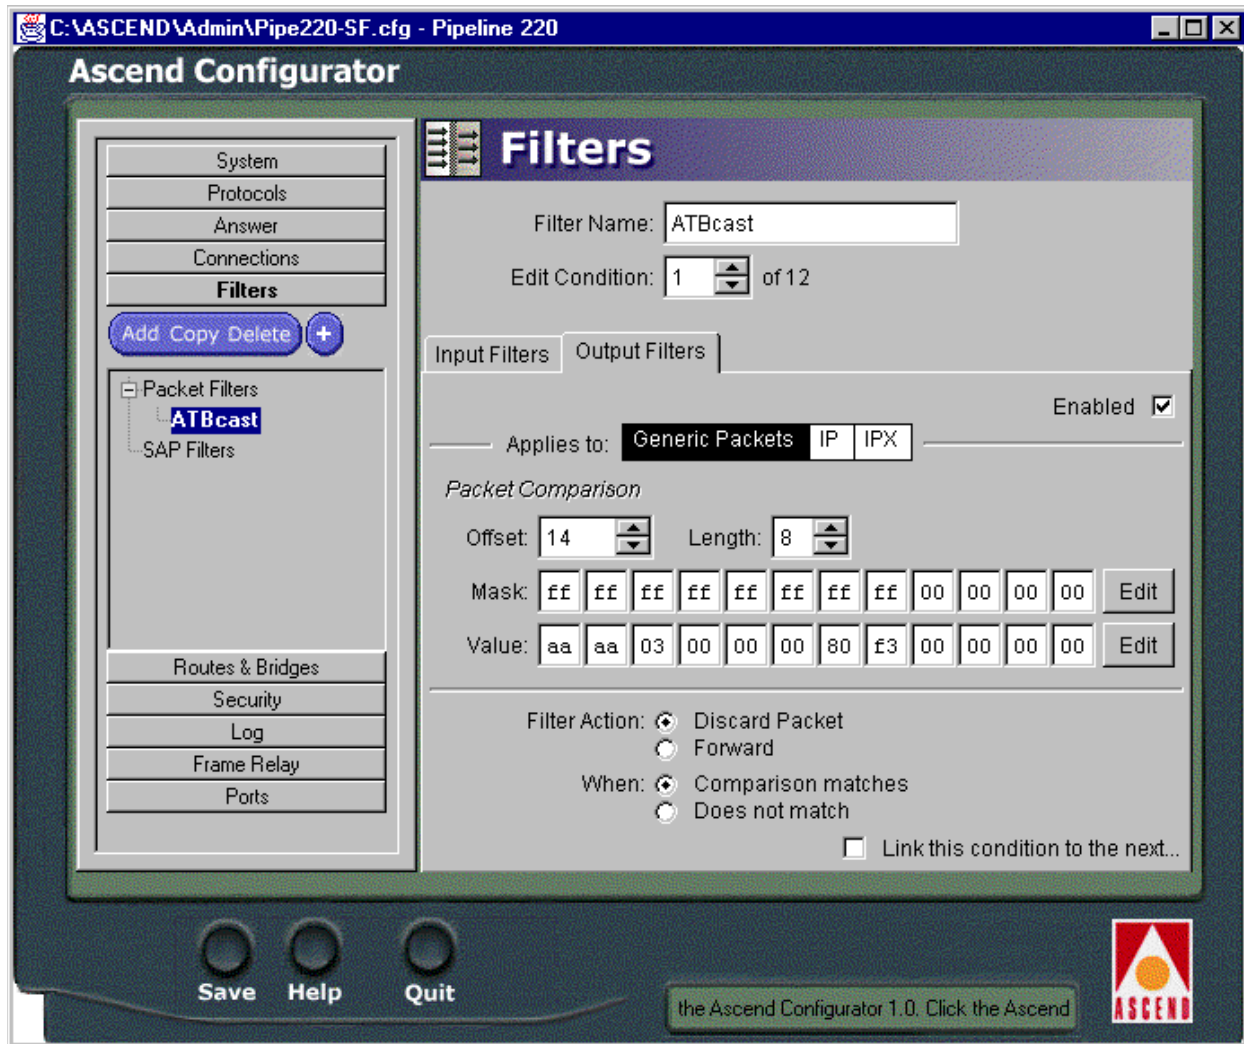 C:\ASCEND\Admin\Pipe220-SF.cfg - Pipeline 220
Ascend Configurator
System
Protocols
Answer
Connections
Filters
Add Copy Delete +
Packet Filters
ATBcast
SAP Filters
Routes & Bridges
Security
Log
Frame Relay
Ports
Filters
Filter Name: ATBcast
Edit Condition: 1 of 12
Input Filters Output Filters
Enabled
Applies to: Generic Packets IP IPX
Packet Comparison
Offset: 14 Length: 8
Mask: ff ff ff ff ff ff ff ff 00 00 00 00 Edit
Value: aa aa 03 00 00 00 80 f3 00 00 00 00 Edit
Filter Action: Discard Packet
Forward
When: Comparison matches
Does not match
Link this condition to the next...
Save Help Quit
the Ascend Configurator 1.0. Click the Ascend
ASCEND